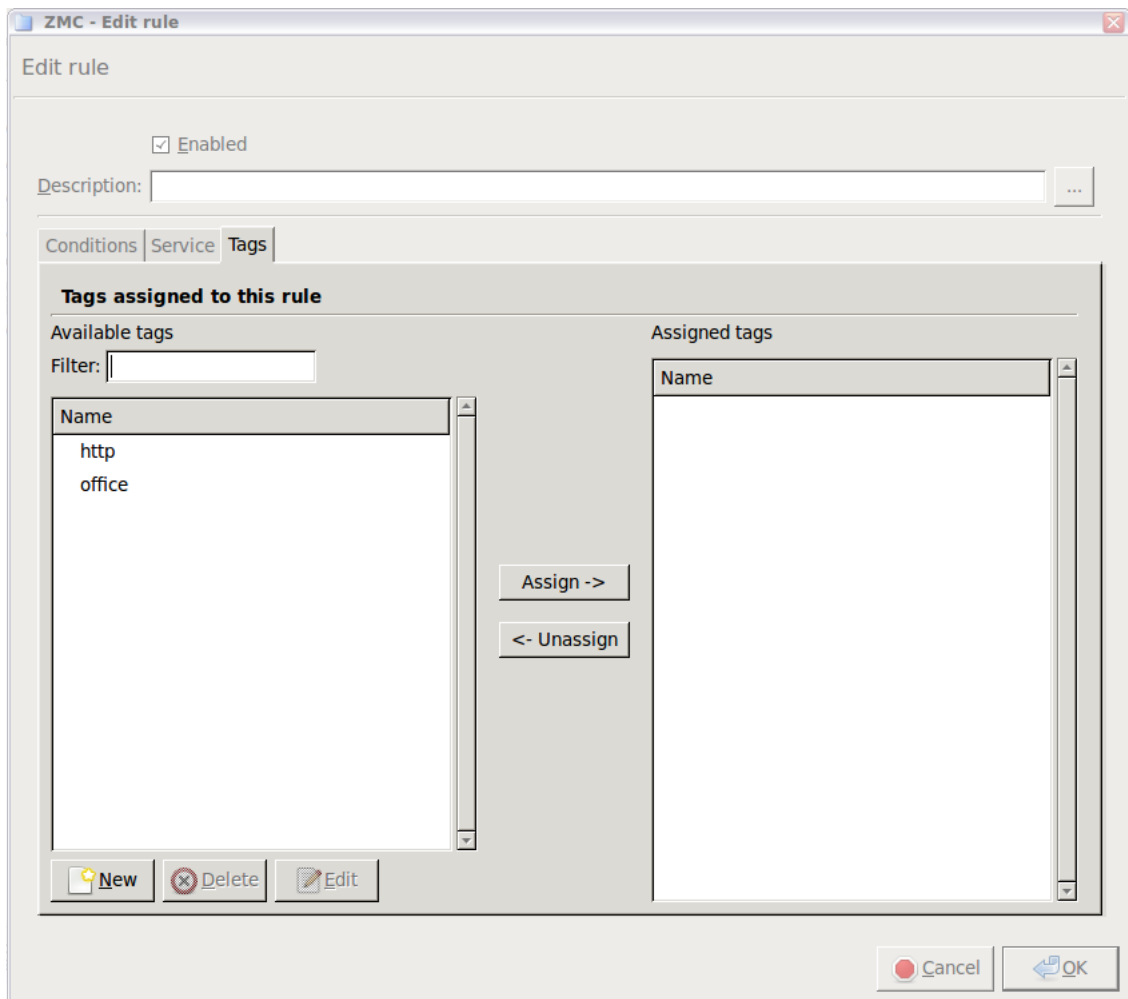 ZMC - Edit rule
Edit rule
Enabled
Description:
...
Conditions Service Tags
Tags assigned to this rule
Available tags
Assigned tags
Filter:
Name
Name
http
office
Assign ->
<- Unassign
New Delete Edit
Cancel OK